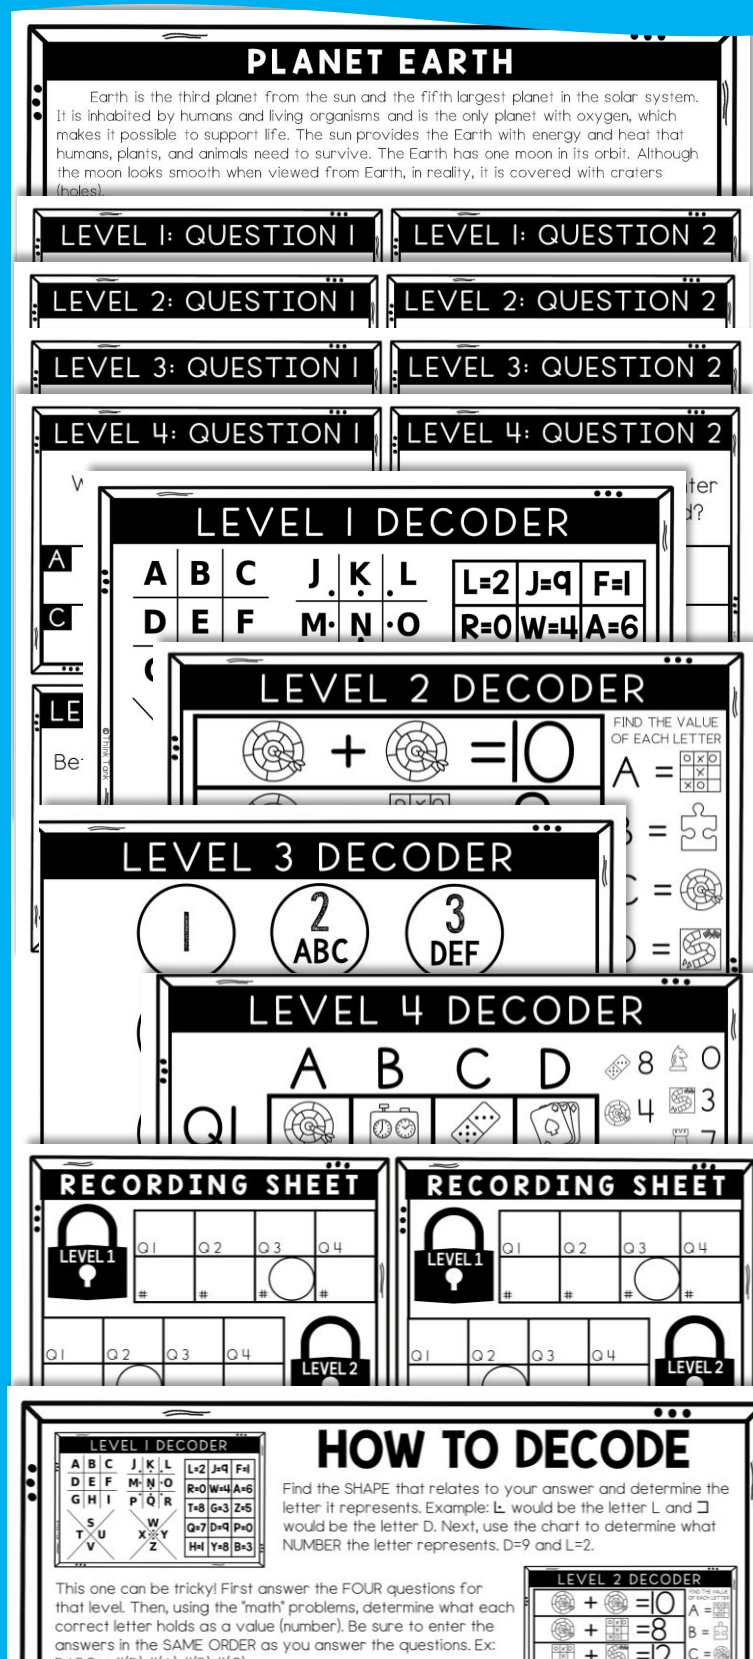 PLANET EARTH
Earth is the third planet from the sun and the fifth largest planet in the solar system.
It is inhabited by humans and living organisms and is the only planet with oxygen, which
makes it possible to support life. The sun provides the Earth with energy and heat that
humans, plants, and animals need to survive. The Earth has one moon in its orbit. Although
the moon looks smooth when viewed from Earth, in reality, it is covered with craters
(holes).
LEVEL 1: QUESTION 1
LEVEL 1: QUESTION 2
LEVEL 2: QUESTION 1
LEVEL 2: QUESTION 2
LEVEL 3: QUESTION 1
LEVEL 3: QUESTION 2
LEVEL 4: QUESTION 1
LEVEL 4: QUESTION 2
A
C
LEVEL 1 DECODER
A B C J K L L=2 J=9 F=1
D E F M N O R=0 W=4 A=6
© Think Tank
LEVEL 2 DECODER
+ =10
FIND THE VALUE
OF EACH LETTER
A =
=
=
=
LEVEL 3 DECODER
1
2
ABC
3
DEF
LEVEL 4 DECODER
A B C D
Q1
8 0
4 3
RECORDING SHEET
LEVEL 1
Q1 Q2 Q3 Q4
# # # #
Q1 Q2 Q3 Q4
LEVEL 2
RECORDING SHEET
LEVEL 1
Q1 Q2 Q3 Q4
# # # #
Q1 Q2 Q3 Q4
LEVEL 2
HOW TO DECODE
LEVEL 1 DECODER
A B C J K L L=2 J=9 F=1
D E F M N O R=0 W=4 A=6
G H I P Q R T=8 G=3 Z=5
S W Q=7 D=9 P=0
T U X Y H=1 Y=8 B=3
V Z
Find the SHAPE that relates to your answer and determine the
letter it represents. Example: would be the letter L and
would be the letter D. Next, use the chart to determine what
NUMBER the letter represents. D=9 and L=2.
This one can be tricky! First answer the FOUR questions for
that level. Then, using the "math" problems, determine what each
correct letter holds as a value (number). Be sure to enter the
answers in the SAME ORDER as you answer the questions. Ex:
LEVEL 2 DECODER
+ =10
+ =8
+ =12
A =
B =
C =